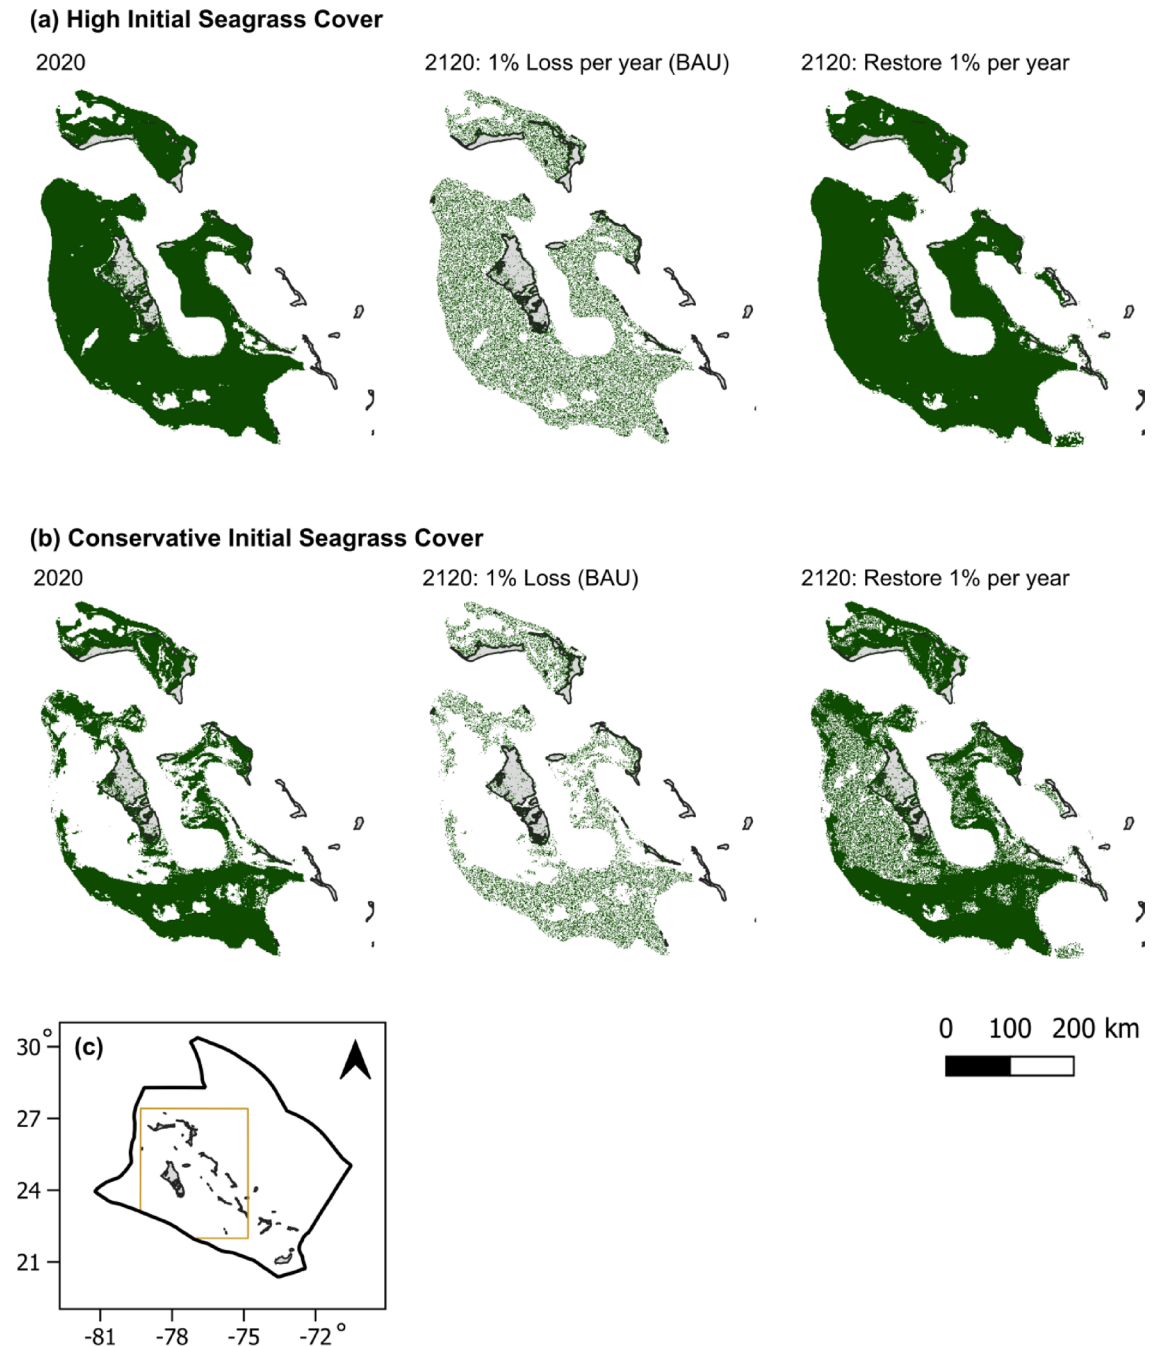 (a) High Initial Seagrass Cover
2020
2120: 1% Loss per year (BAU)
2120: Restore 1% per year
(b) Conservative Initial Seagrass Cover
2020
2120: 1% Loss (BAU)
2120: Restore 1% per year
0 100 200 km
(c)
30°
27
24
21
-81 -78 -75 -72°